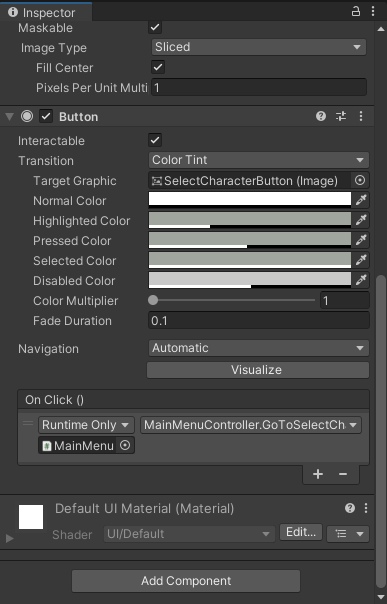 Inspector
Maskable
Image Type Sliced
Fill Center
Pixels Per Unit Multi 1
Button
Interactable
Transition Color Tint
Target Graphic SelectCharacterButton (Image)
Normal Color
Highlighted Color
Pressed Color
Selected Color
Disabled Color
Color Multiplier 1
Fade Duration 0.1
Navigation Automatic
Visualize
On Click ()
Runtime Only MainMenuController.GoToSelectCh
MainMenu
Default UI Material (Material)
Shader UI/Default Edit...
Add Component